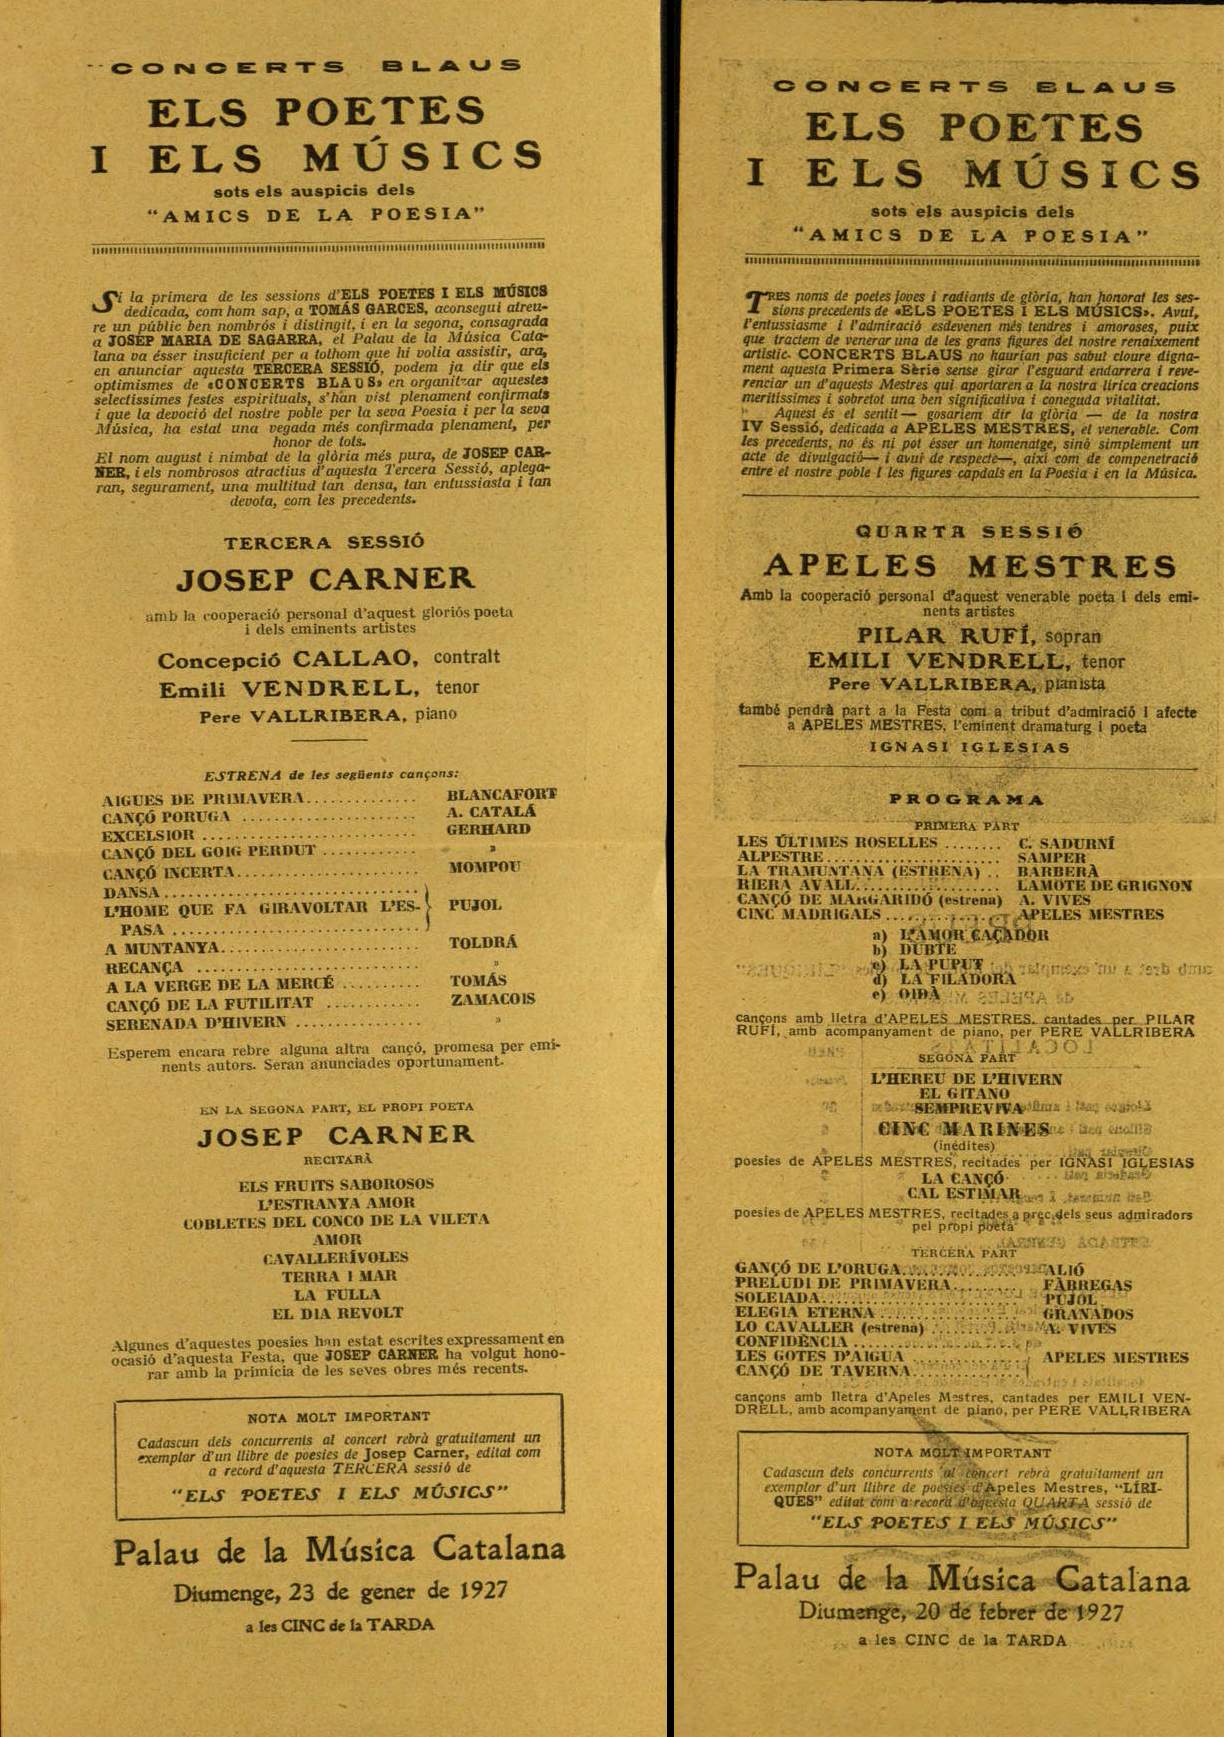 CONCERTS BLAUS
ELS POETES
I ELS MÚSICS
sots els auspicis dels
"AMICS DE LA POESIA"
Si la primera de les sessions d'ELS POETES I ELS MÚSICS
dedicada, com hom sap, a TOMÁS GARCES, aconseguí atreu-
re un públic ben nombrós i distingit, i en la segona, consagrada
a JOSEP MARIA DE SAGARRA, el Palau de la Música Cata-
lana va ésser insuficient per a tothom que hi volia assistir, ara,
en anunciar aquesta TERCERA SESSIÓ, podem ja dir que els
optimismes de «CONCERTS BLAUS» en organitzar aquestes
selectíssimes festes espirituals, s'han vist plenament confirmats
i que la devoció del nostre poble per la seva Poesia i per la seva
Música, ha estat una vegada més confirmada plenament, per
honor de tots.
El nom august i nimbat de la glòria més pura, de JOSEP CAR-
NER, i els nombrosos atractius d'aquesta Tercera Sessió, aplega-
ran, segurament, una multitud tan densa, tan entussiasta i tan
devota, com les precedents.
TERCERA SESSIÓ
JOSEP CARNER
amb la cooperació personal d'aquest gloriós poeta
i dels eminents artistes
Concepció CALLAO, contralt
Emili VENDRELL, tenor
Pere VALLRIBERA, piano
ESTRENA de les següents cançons:
AIGUES DE PRIMAVERA.............. BLANCAFORT
CANÇÓ PORUGA ...................... A. CATALÁ
EXCELSIOR ........................... GERHARD
CANÇÓ DEL GOIG PERDUT ............ »
CANÇÓ INCERTA....................... MOMPOU
DANSA.................................
L'HOME QUE FA GIRAVOLTAR L'ES- } PUJOL
PASA ................................
A MUNTANYA......................... TOLDRÁ
RECANÇA ............................ »
A LA VERGE DE LA MERCÉ .......... TOMÁS
CANÇÓ DE LA FUTILITAT ............ ZAMACOIS
SERENADA D'HIVERN ................ »
Esperem encara rebre alguna altra cançó, promesa per emi-
nents autors. Seran anunciades oportunament.
EN LA SEGONA PART, EL PROPI POETA
JOSEP CARNER
RECITARÀ
ELS FRUITS SABOROSOS
L'ESTRANYA AMOR
COBLETES DEL CONCO DE LA VILETA
AMOR
CAVALLERÍVOLES
TERRA I MAR
LA FULLA
EL DIA REVOLT
Algunes d'aquestes poesies han estat escrites expressament en
ocasió d'aquesta Festa, que JOSEP CARNER ha volgut hono-
rar amb la primicia de les seves obres més recents.
NOTA MOLT IMPORTANT
Cadascun dels concurrents al concert rebrà gratuitament un
exemplar d'un llibre de poesies de Josep Carner, editat com
a record d'aquesta TERCERA sessió de
"ELS POETES I ELS MÚSICS"
Palau de la Música Catalana
Diumenge, 23 de gener de 1927
a les CINC de la TARDA
CONCERTS BLAUS
ELS POETES
I ELS MÚSICS
sots els auspicis dels
"AMICS DE LA POESIA"
TRES noms de poetes joves i radiants de glòria, han honorat les ses-
sions precedents de «ELS POETES I ELS MÚSICS». Avui,
l'entussiasme i l'admiració esdevenen més tendres i amoroses, puix
que tractem de venerar una de les grans figures del nostre renaixement
artistic. CONCERTS BLAUS no haurían pas sabut cloure digna-
ment aquesta Primera Sèrie sense girar l'esguard endarrera i reve-
renciar un d'aquests Mestres qui aportaren a la nostra lírica creacions
meritíssimes i sobretot una ben significativa i coneguda vitalitat.
Aquest és el sentit — gosariem dir la glòria — de la nostra
IV Sessió, dedicada a APELES MESTRES, el venerable. Com
les precedents, no és ni pot ésser un homenatge, sinó simplement un
acte de divulgació — i avui de respecte—, aixi com de compenetració
entre el nostre poble i les figures capdals en la Poesia i en la Música.
QUARTA SESSIÓ
APELES MESTRES
Amb la cooperació personal d'aquest venerable poeta i dels emi-
nents artistes
PILAR RUFÍ, sopran
EMILI VENDRELL, tenor
Pere VALLRIBERA, pianista
també pendrà part a la Festa com a tribut d'admiració i afecte
a APELES MESTRES, l'eminent dramaturg i poeta
IGNASI IGLESIAS
PROGRAMA
PRIMERA PART
LES ÚLTIMES ROSELLES ........ C. SADURNÍ
ALPESTRE........................ SAMPER
LA TRAMUNTANA (ESTRENA) .. BARBERÀ
RIERA AVALL.................... LAMOTE DE GRIGNON
CANÇÓ DE MARGARIDÓ (estrena) A. VIVES
CINC MADRIGALS ................ APELES MESTRES
a) L'AMOR CAÇADOR
b) DUBTE
c) LA PUPUT
d) LA FILADORA
e) OIDÀ
cançons amb lletra d'APELES MESTRES, cantades per PILAR
RUFÍ, amb acompanyament de piano, per PERE VALLRIBERA
SEGONA PART
L'HEREU DE L'HIVERN
EL GITANO
SEMPREVIVA
CINC MARINES
(inédites)
poesies de APELES MESTRES, recitades per IGNASI IGLESIAS
LA CANÇÓ
CAL ESTIMAR
poesies de APELES MESTRES, recitades a prec dels seus admiradors
pel propi poeta
TERCERA PART
GANÇÓ DE L'ORUGA................ ALIÓ
PRELUDI DE PRIMAVERA......... FÀBREGAS
SOLEIADA........................ PUJOL
ELEGIA ETERNA ................ GRANADOS
LO CAVALLER (estrena) ......... A. VIVES
CONFIDÈNCIA ..................
LES GOTES D'AIGUA ............ APELES MESTRES
CANÇÓ DE TAVERNA............
cançons amb lletra d'Apeles Mestres, cantades per EMILI VEN-
DRELL, amb acompanyament de piano, per PERE VALLRIBERA
NOTA MOLT IMPORTANT
Cadascun dels concurrents al concert rebrà gratuitament un
exemplar d'un llibre de poesies d'Apeles Mestres, "LÍRI-
QUES" editat com a record d'aquesta QUARTA sessió de
"ELS POETES I ELS MÚSICS"
Palau de la Música Catalana
Diumenge, 20 de febrer de 1927
a les CINC de la TARDA